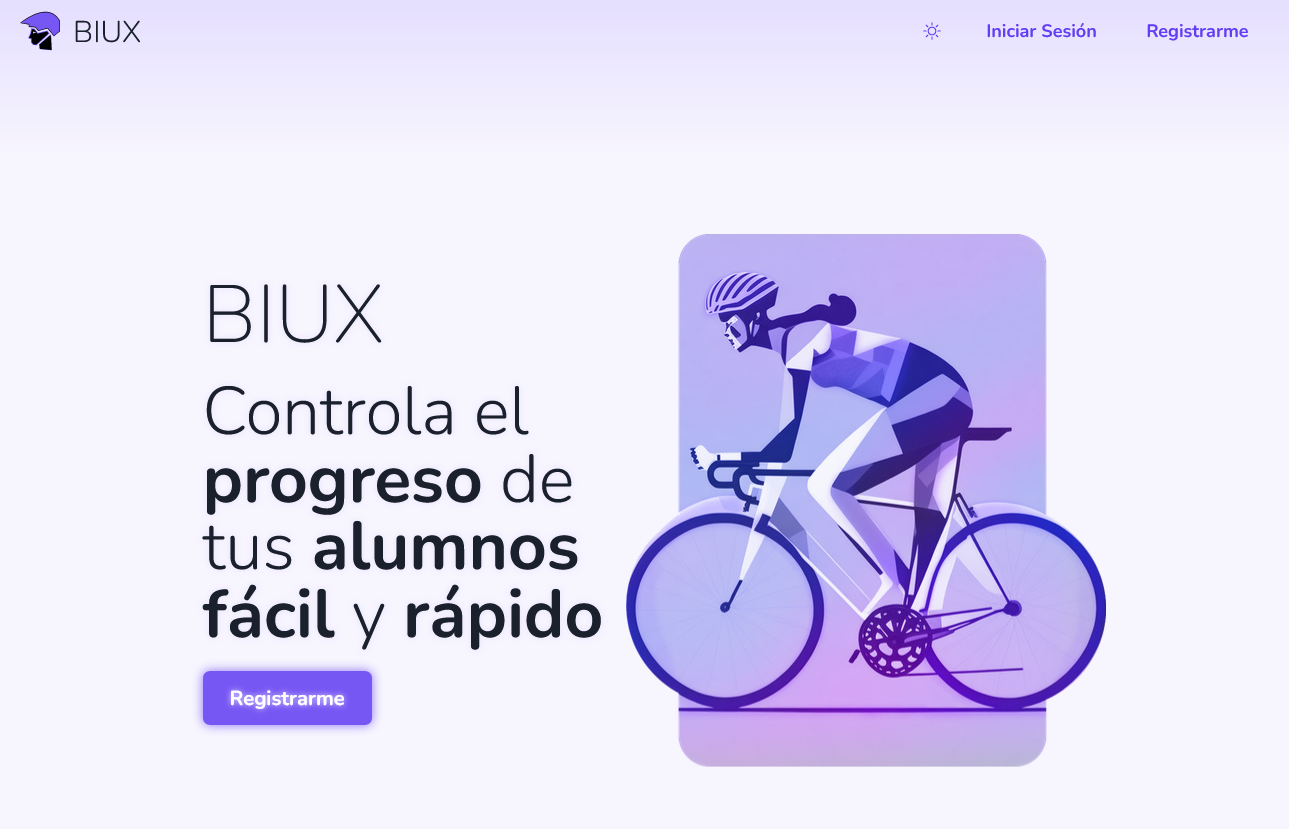 BIUX
Iniciar Sesión
Registrarme
BIUX
Controla el
progreso de
tus alumnos
fácil y rápido
Registrarme